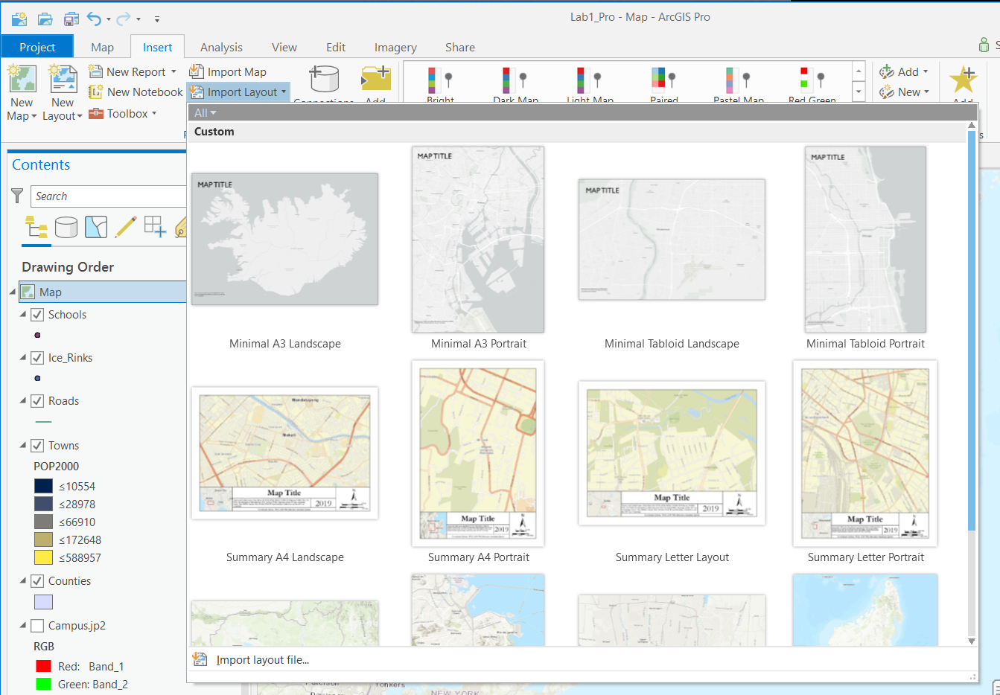 Lab1_Pro - Map - ArcGIS Pro
Project Map Insert Analysis View Edit Imagery Share
New Map
New Layout
New Report
New Notebook
Toolbox
Import Map
Import Layout
Connections
Add
Bright
Dark Map
Light Map
Paired
Pastel Map
Red Green
Add
New
Add
All
Custom
Contents
Search
Drawing Order
Map
Schools
Ice_Rinks
Roads
Towns
POP2000
≤10554
≤28978
≤66910
≤172648
≤588957
Counties
Campus.jp2
RGB
Red: Band_1
Green: Band_2
MAP TITLE
MAP TITLE
MAP TITLE
MAP TITLE
Minimal A3 Landscape
Minimal A3 Portrait
Minimal Tabloid Landscape
Minimal Tabloid Portrait
Map Title
2019
N
Map Title
2019
N
Map Title
2019
N
Map Title
2019
N
Summary A4 Landscape
Summary A4 Portrait
Summary Letter Layout
Summary Letter Portrait
Import layout file...
Yonkers
NEW YORK